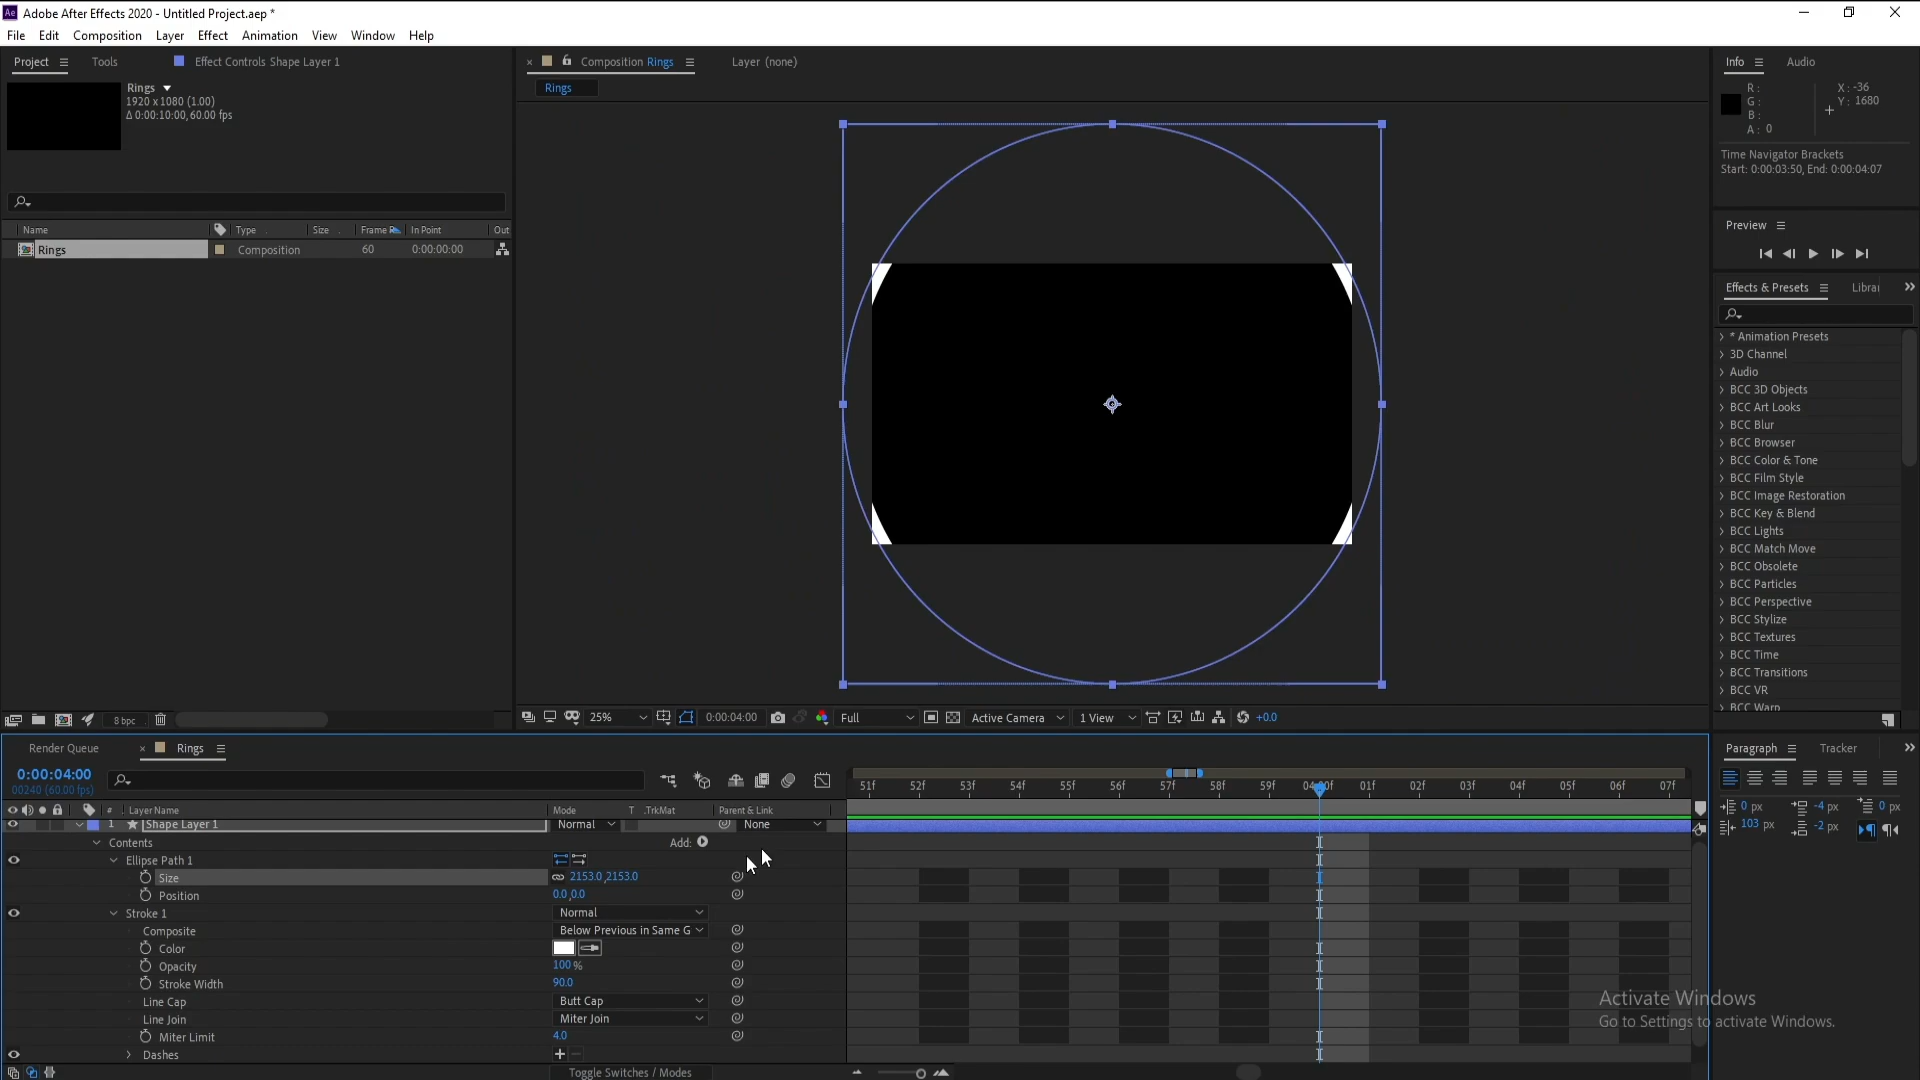 Adobe After Effects 2020 - Untitled Project.aep *
File Edit Composition Layer Effect Animation View Window Help
Project Tools Effect Controls Shape Layer 1
Composition Rings Layer (none)
Info Audio
Rings
1920 x 1080 (1.00)
Δ 0:00:10:00, 60.00 fps
Rings
R:
G:
B:
A: 0
X: -36
Y: 1680
Time Navigator Brackets
Start: 0:00:03:50, End: 0:00:04:07
Preview
Name Type Size Frame R In Point Out
Rings Composition 60 0:00:00:00
Effects & Presets Librar
* Animation Presets
3D Channel
Audio
BCC 3D Objects
BCC Art Looks
BCC Blur
BCC Browser
BCC Color & Tone
BCC Film Style
BCC Image Restoration
BCC Key & Blend
BCC Lights
BCC Match Move
BCC Obsolete
BCC Particles
BCC Perspective
BCC Stylize
BCC Textures
BCC Time
BCC Transitions
BCC VR
BCC Warp
8 bpc
25% 0:00:04:00 Full Active Camera 1 View +0.0
Render Queue Rings
Paragraph Tracker
0:00:04:00
00240 (60.00 fps)
51f 52f 53f 54f 55f 56f 57f 58f 59f 04:00f 01f 02f 03f 04f 05f 06f 07f
0 px -4 px 0 px
103 px -2 px
# Layer Name Mode T .TrkMat Parent & Link
1 Shape Layer 1 Normal None
Contents Add:
Ellipse Path 1
Size 2153.0,2153.0
Position 0.0,0.0
Stroke 1 Normal
Composite Below Previous in Same G
Color
Opacity 100%
Stroke Width 90.0
Line Cap Butt Cap
Line Join Miter Join
Miter Limit 4.0
Dashes + -
Toggle Switches / Modes
Activate Windows
Go to Settings to activate Windows.